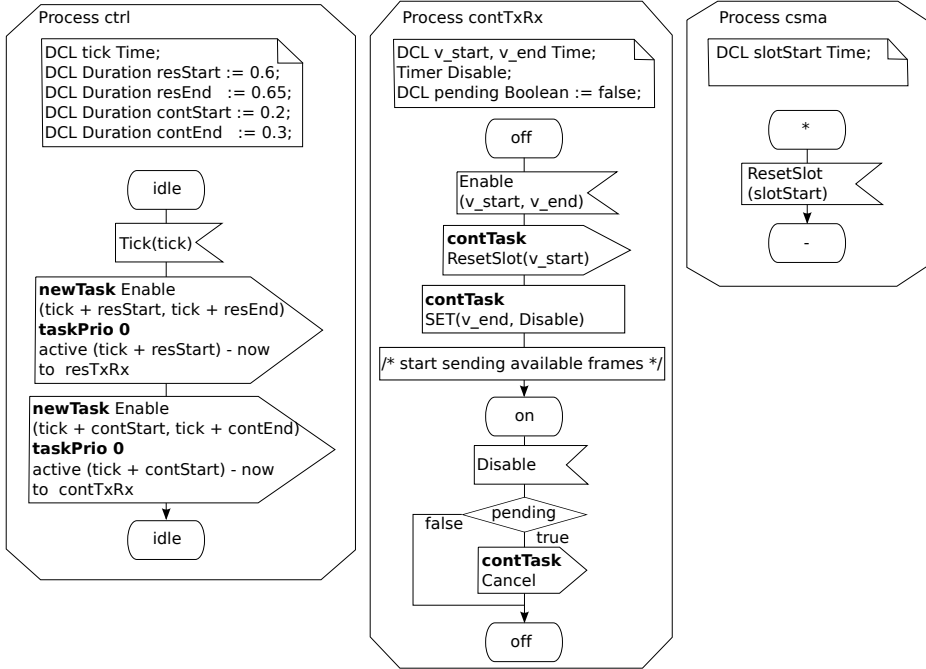 Process ctrl
DCL tick Time;
DCL Duration resStart := 0.6;
DCL Duration resEnd := 0.65;
DCL Duration contStart := 0.2;
DCL Duration contEnd := 0.3;
idle
Tick(tick)
newTask Enable
(tick + resStart, tick + resEnd)
taskPrio 0
active (tick + resStart) - now
to resTxRx
newTask Enable
(tick + contStart, tick + contEnd)
taskPrio 0
active (tick + contStart) - now
to contTxRx
idle
Process contTxRx
DCL v_start, v_end Time;
Timer Disable;
DCL pending Boolean := false;
off
Enable
(v_start, v_end)
contTask
ResetSlot(v_start)
contTask
SET(v_end, Disable)
/* start sending available frames */
on
Disable
pending
false
true
contTask
Cancel
off
Process csma
DCL slotStart Time;
*
ResetSlot
(slotStart)
-